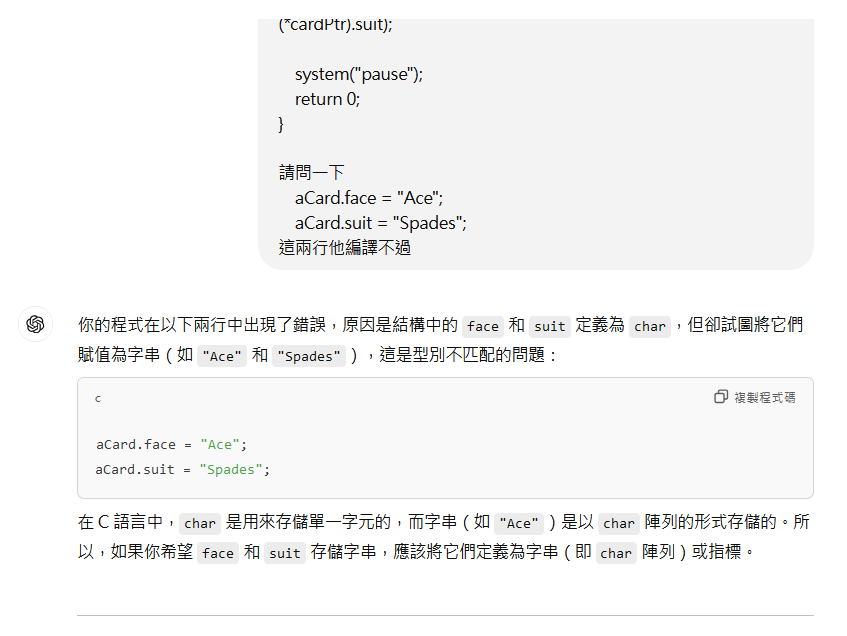 (*cardPtr).suit);
system("pause");
return 0;
}
請問一下
aCard.face = "Ace";
aCard.suit = "Spades";
這兩行他編譯不過
你的程式在以下兩行中出現了錯誤，原因是結構中的 face 和 suit 定義為 char ，但卻試圖將它們
賦值為字串（如 "Ace" 和 "Spades" ），這是型別不匹配的問題：
c 複製程式碼
aCard.face = "Ace";
aCard.suit = "Spades";
在 C 語言中，char 是用來存儲單一字元的，而字串（如 "Ace" ）是以 char 陣列的形式存儲的。所
以，如果你希望 face 和 suit 存儲字串，應該將它們定義為字串（即 char 陣列）或指標。